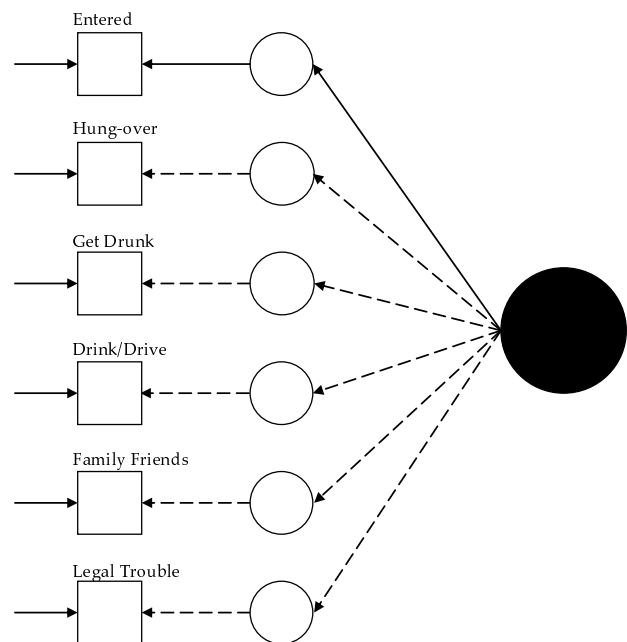 Entered
Hung-over
Get Drunk
Drink/Drive
Family Friends
Legal Trouble